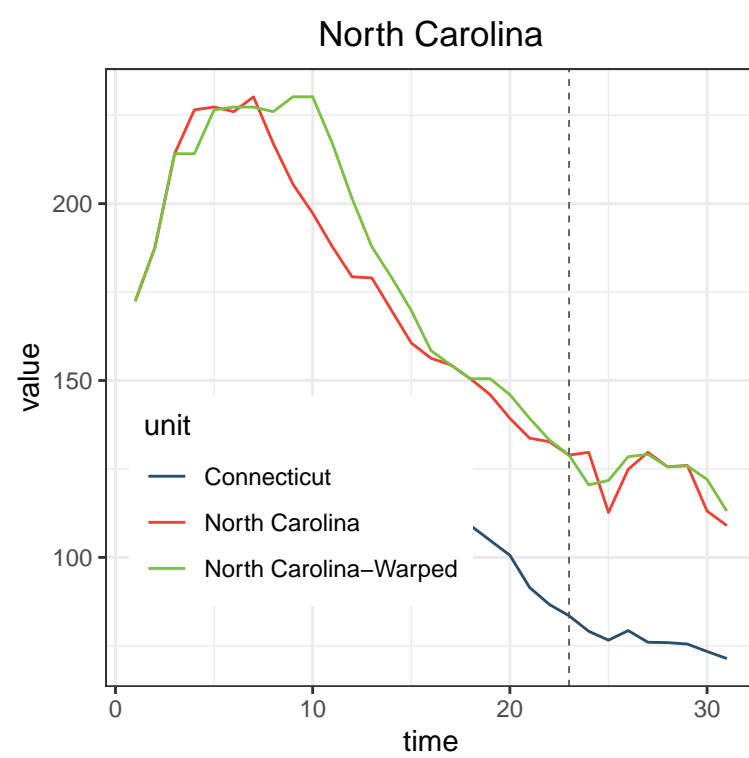 North Carolina
value
200
150
100
unit
Connecticut
North Carolina
North Carolina−Warped
0
10
20
30
time